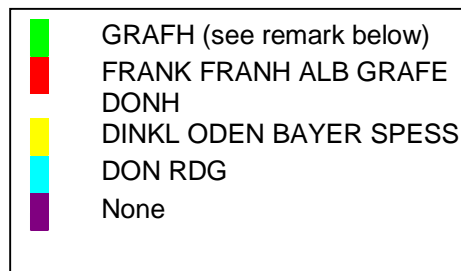 GRAFH (see remark below)
FRANK FRANH ALB GRAFE
DONH
DINKL ODEN BAYER SPESS
DON RDG
None